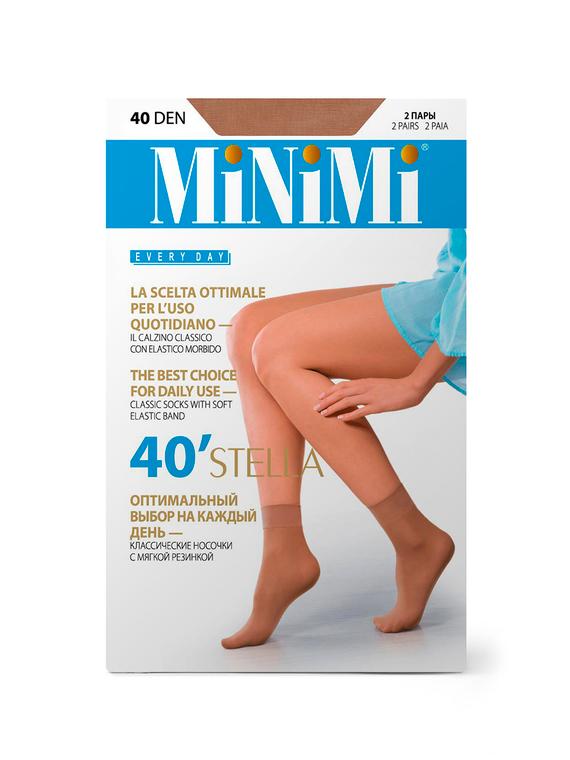 40 DEN
2 ПАРЫ
2 PAIRS 2 PAIA
MiNiMi®
EVERY DAY
LA SCELTA OTTIMALE
PER L'USO
QUOTIDIANO —
IL CALZINO CLASSICO
CON ELASTICO MORBIDO
THE BEST CHOICE
FOR DAILY USE —
CLASSIC SOCKS WITH SOFT
ELASTIC BAND
40’STELLA
ОПТИМАЛЬНЫЙ
ВЫБОР НА КАЖДЫЙ
ДЕНЬ —
КЛАССИЧЕСКИЕ НОСОЧКИ
С МЯГКОЙ РЕЗИНКОЙ